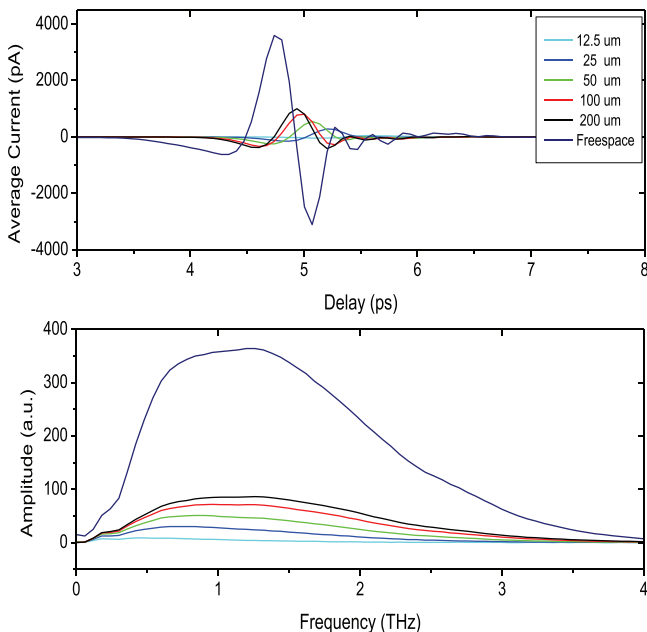 4000
2000
0
-2000
-4000
Average Current (pA)
12.5 um
25 um
50 um
100 um
200 um
Freespace
3 4 5 6 7 8
Delay (ps)
400
300
200
100
0
Amplitude (a.u.)
0 1 2 3 4
Frequency (THz)